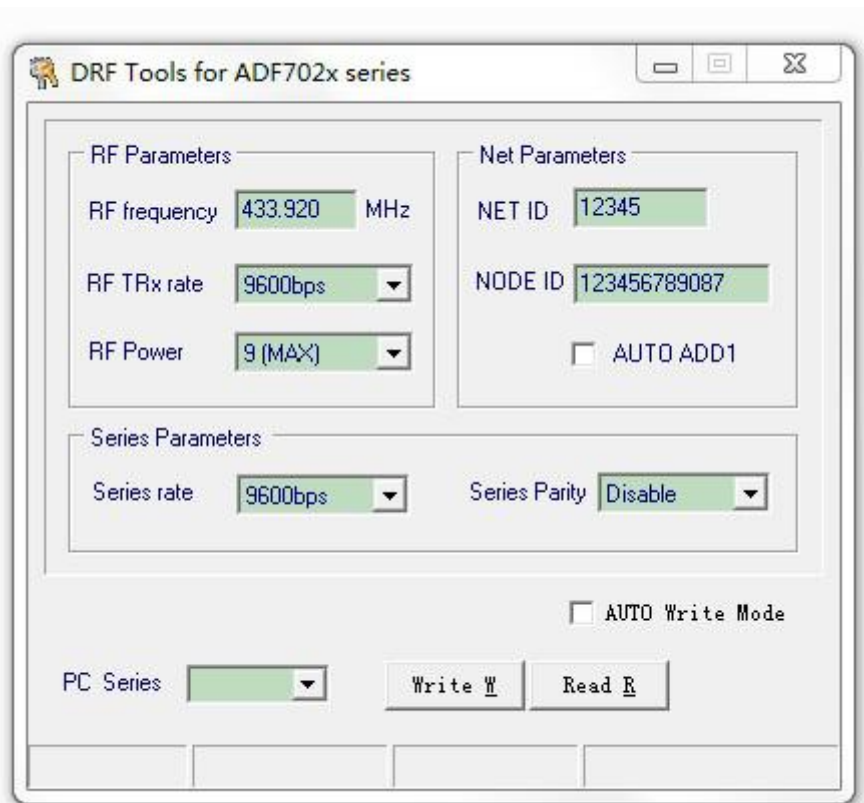 DRF Tools for ADF702x series
RF Parameters
RF frequency 433.920 MHz
RF TRx rate 9600bps
RF Power 9 (MAX)
Net Parameters
NET ID 12345
NODE ID 123456789087
AUTO ADD1
Series Parameters
Series rate 9600bps Series Parity Disable
AUTO Write Mode
PC Series Write W Read R